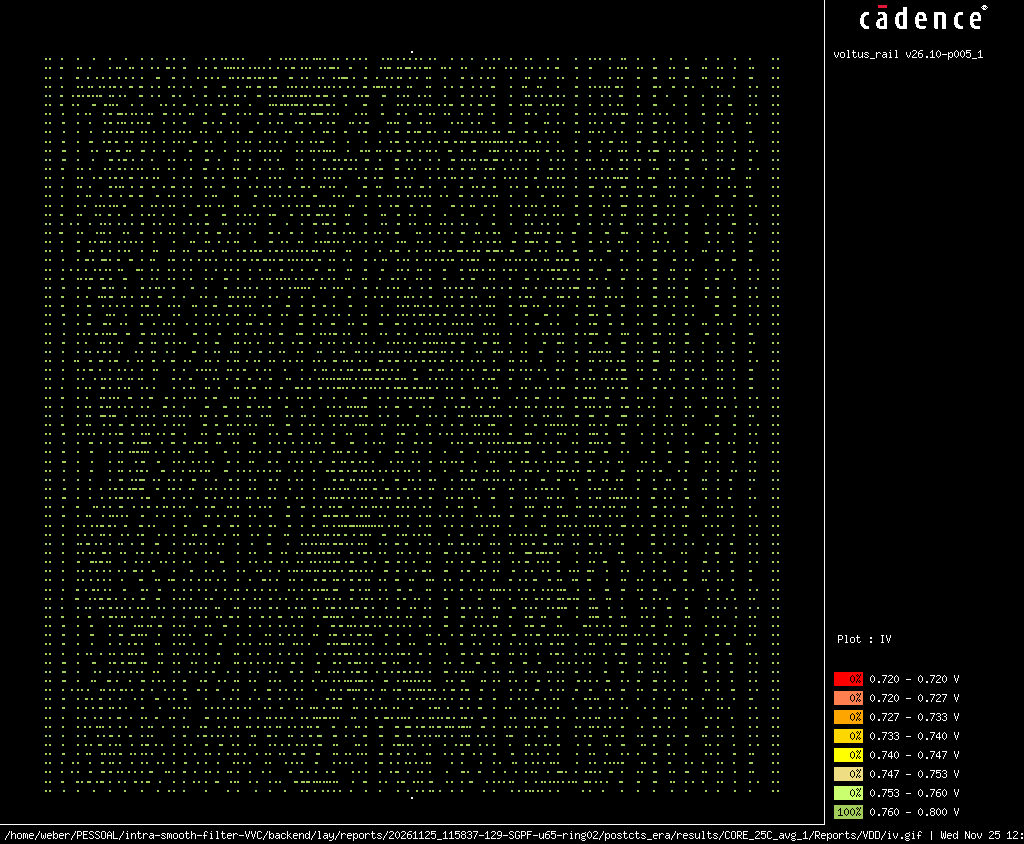 cādence®
voltus_rail v26.10-p005_1
Plot : IV
0% 0.720 - 0.720 V
0% 0.720 - 0.727 V
0% 0.727 - 0.733 V
0% 0.733 - 0.740 V
0% 0.740 - 0.747 V
0% 0.747 - 0.753 V
0% 0.753 - 0.760 V
100% 0.760 - 0.800 V
/home/weber/PESSOAL/intra-smooth-filter-VVC/backend/lay/reports/20261125_115837-129-SGPF-u65-ring02/postcts_era/results/CORE_25C_avg_1/Reports/VDD/iv.gif | Wed Nov 25 12: